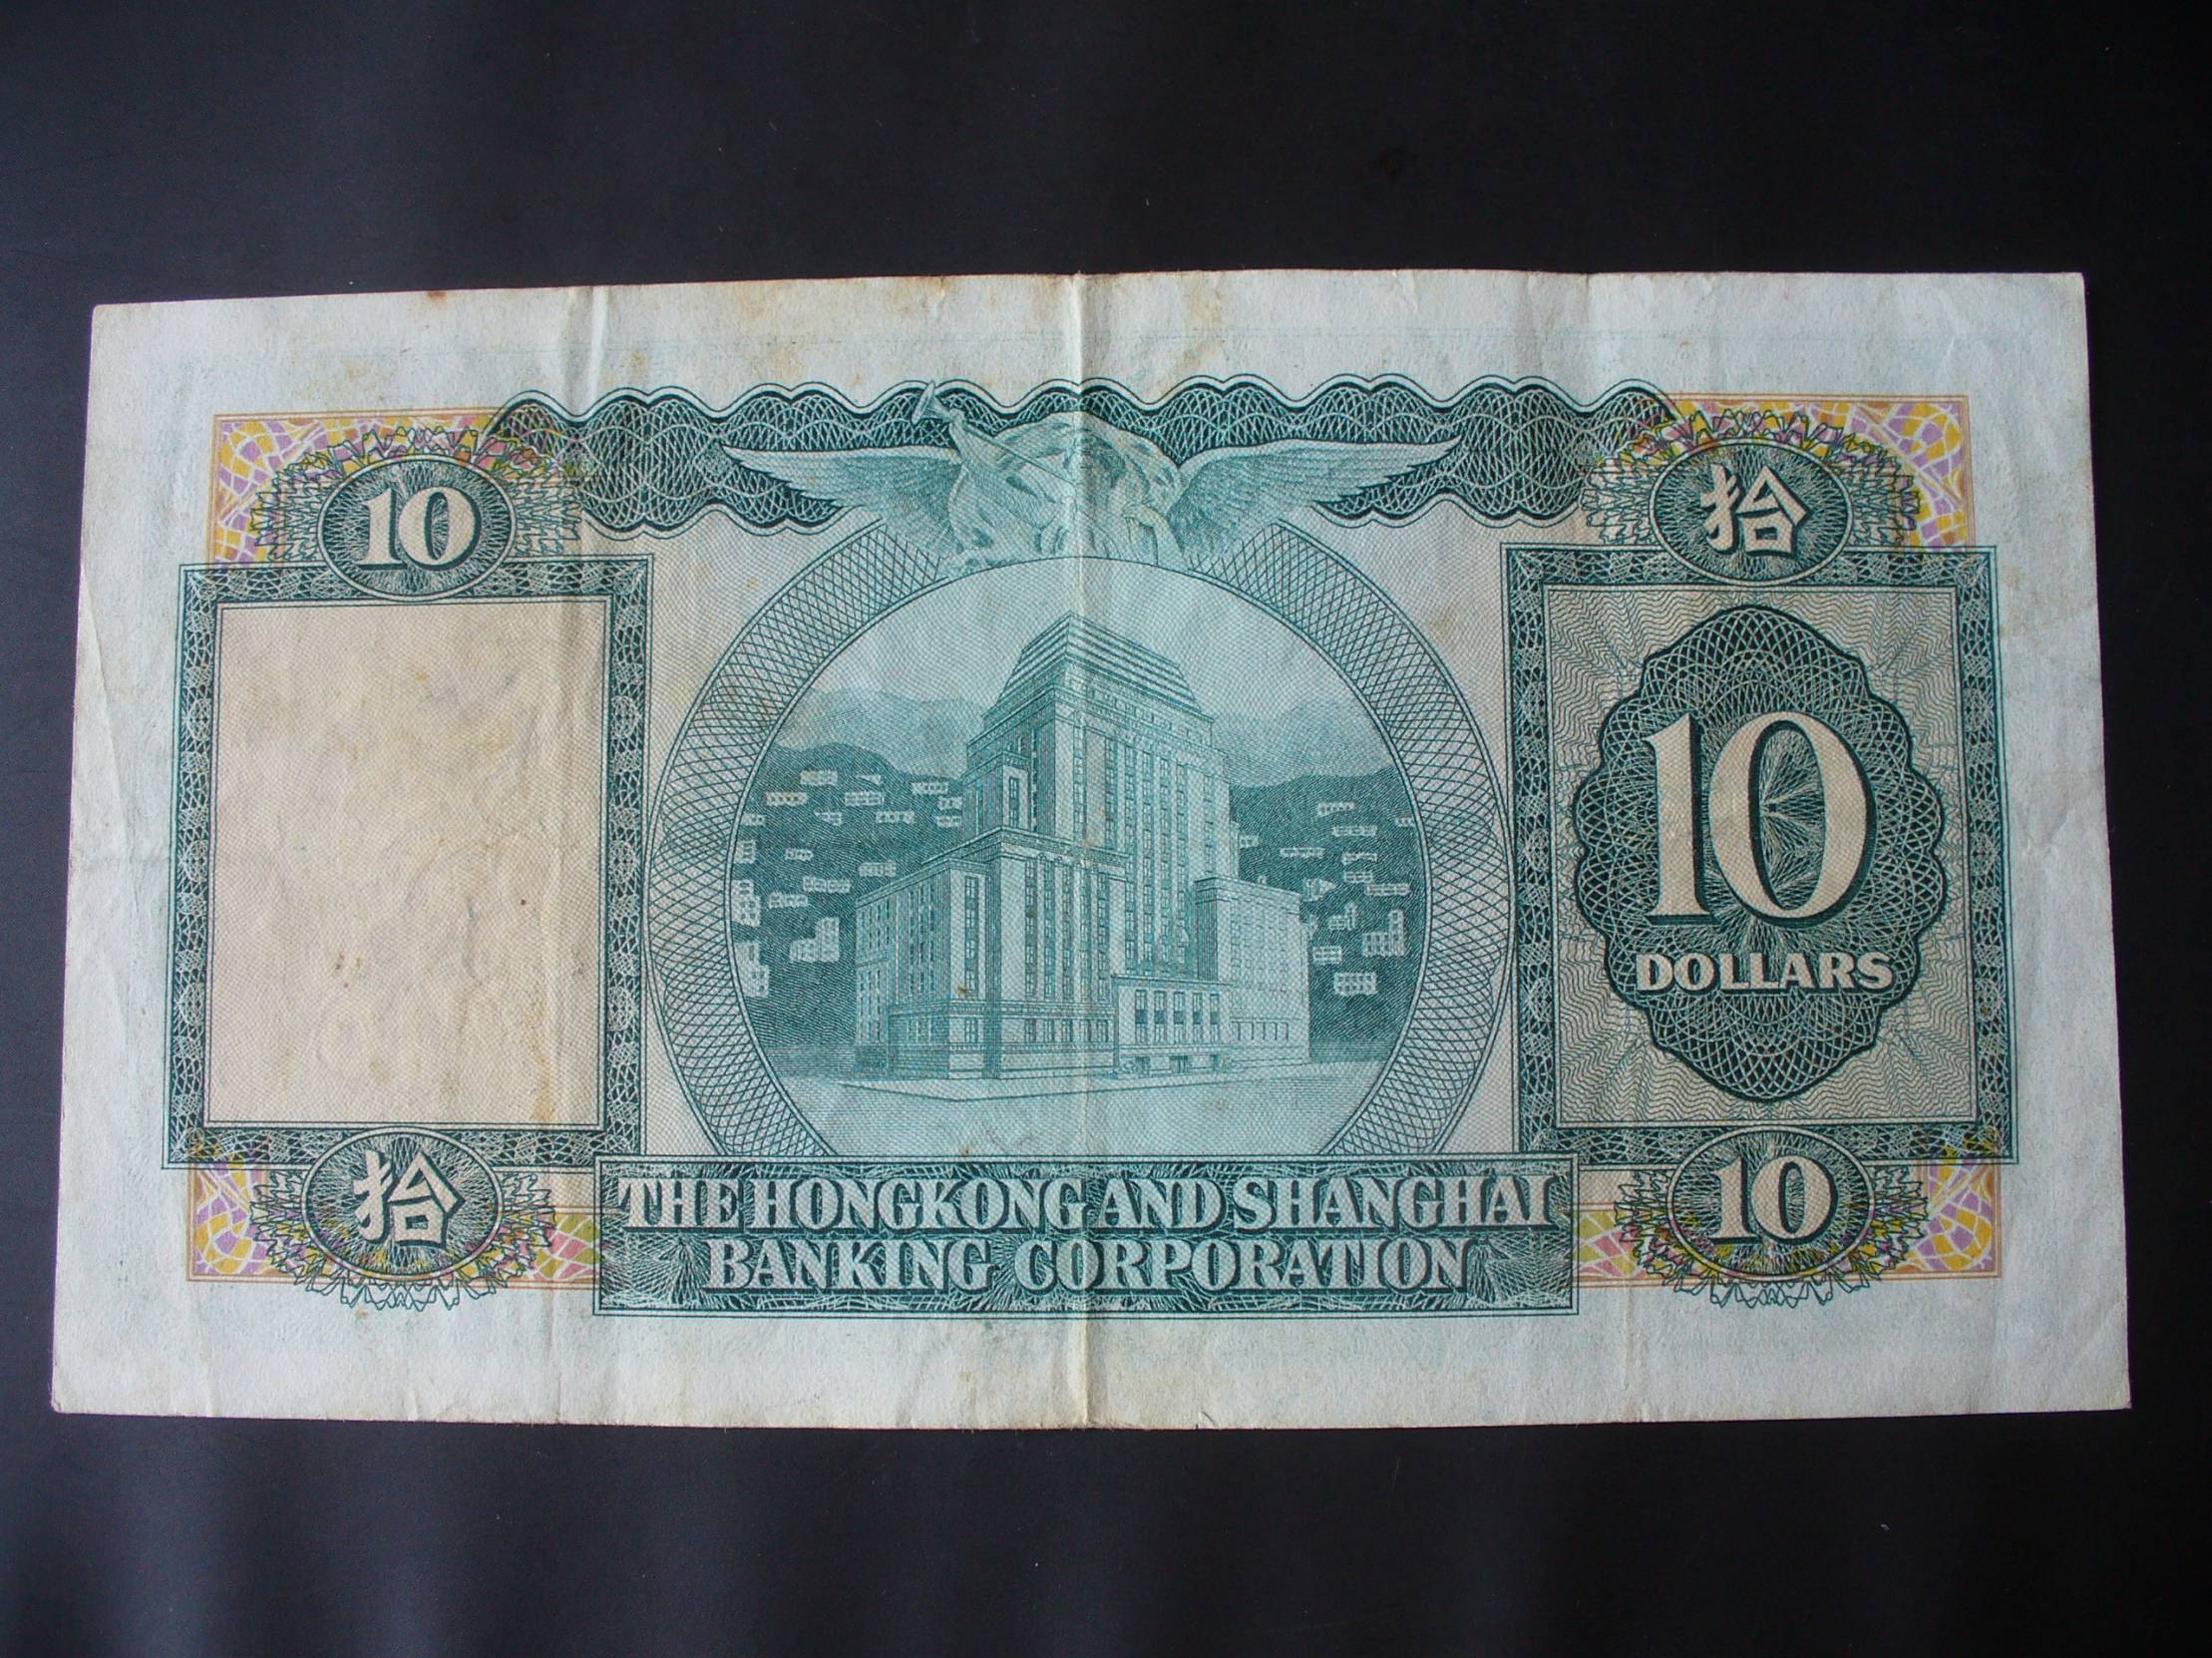 10
拾
10
DOLLARS
拾
10
THE HONGKONG AND SHANGHAI
BANKING CORPORATION